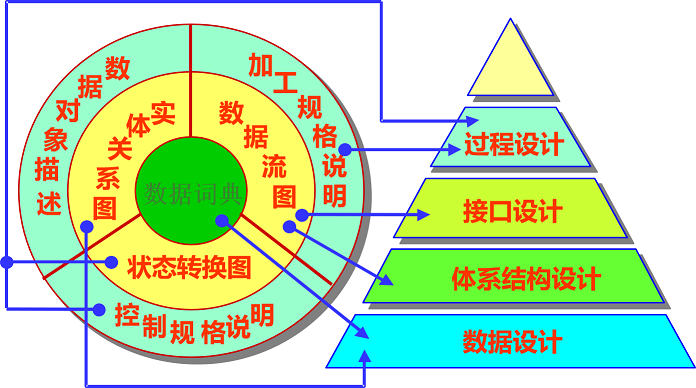 数据对象描述
实体关系图
数据流图
加工规格说明
数据词典
状态转换图
控制规格说明
过程设计
接口设计
体系结构设计
数据设计